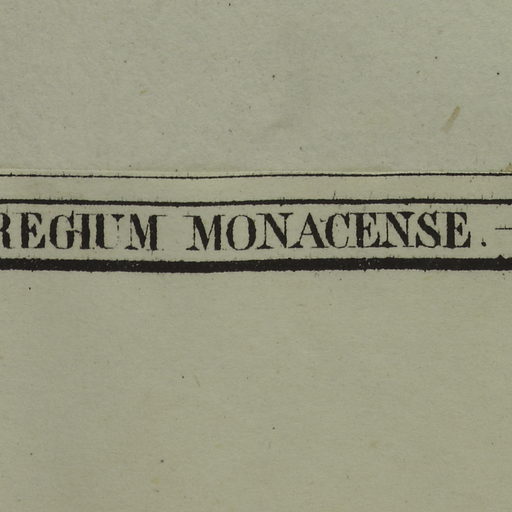 REGIUM MONACENSE. —